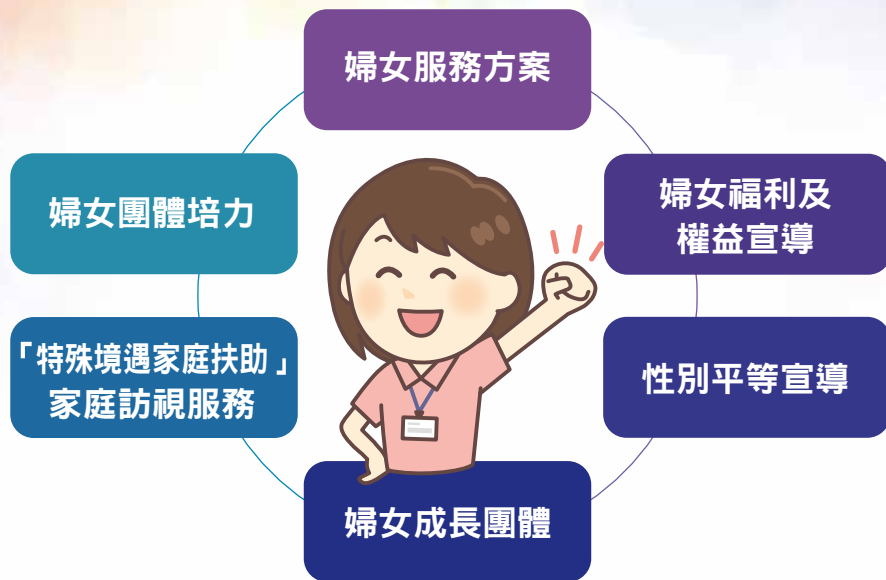 婦女服務方案
婦女福利及
權益宣導
性別平等宣導
婦女成長團體
「特殊境遇家庭扶助」
家庭訪視服務
婦女團體培力